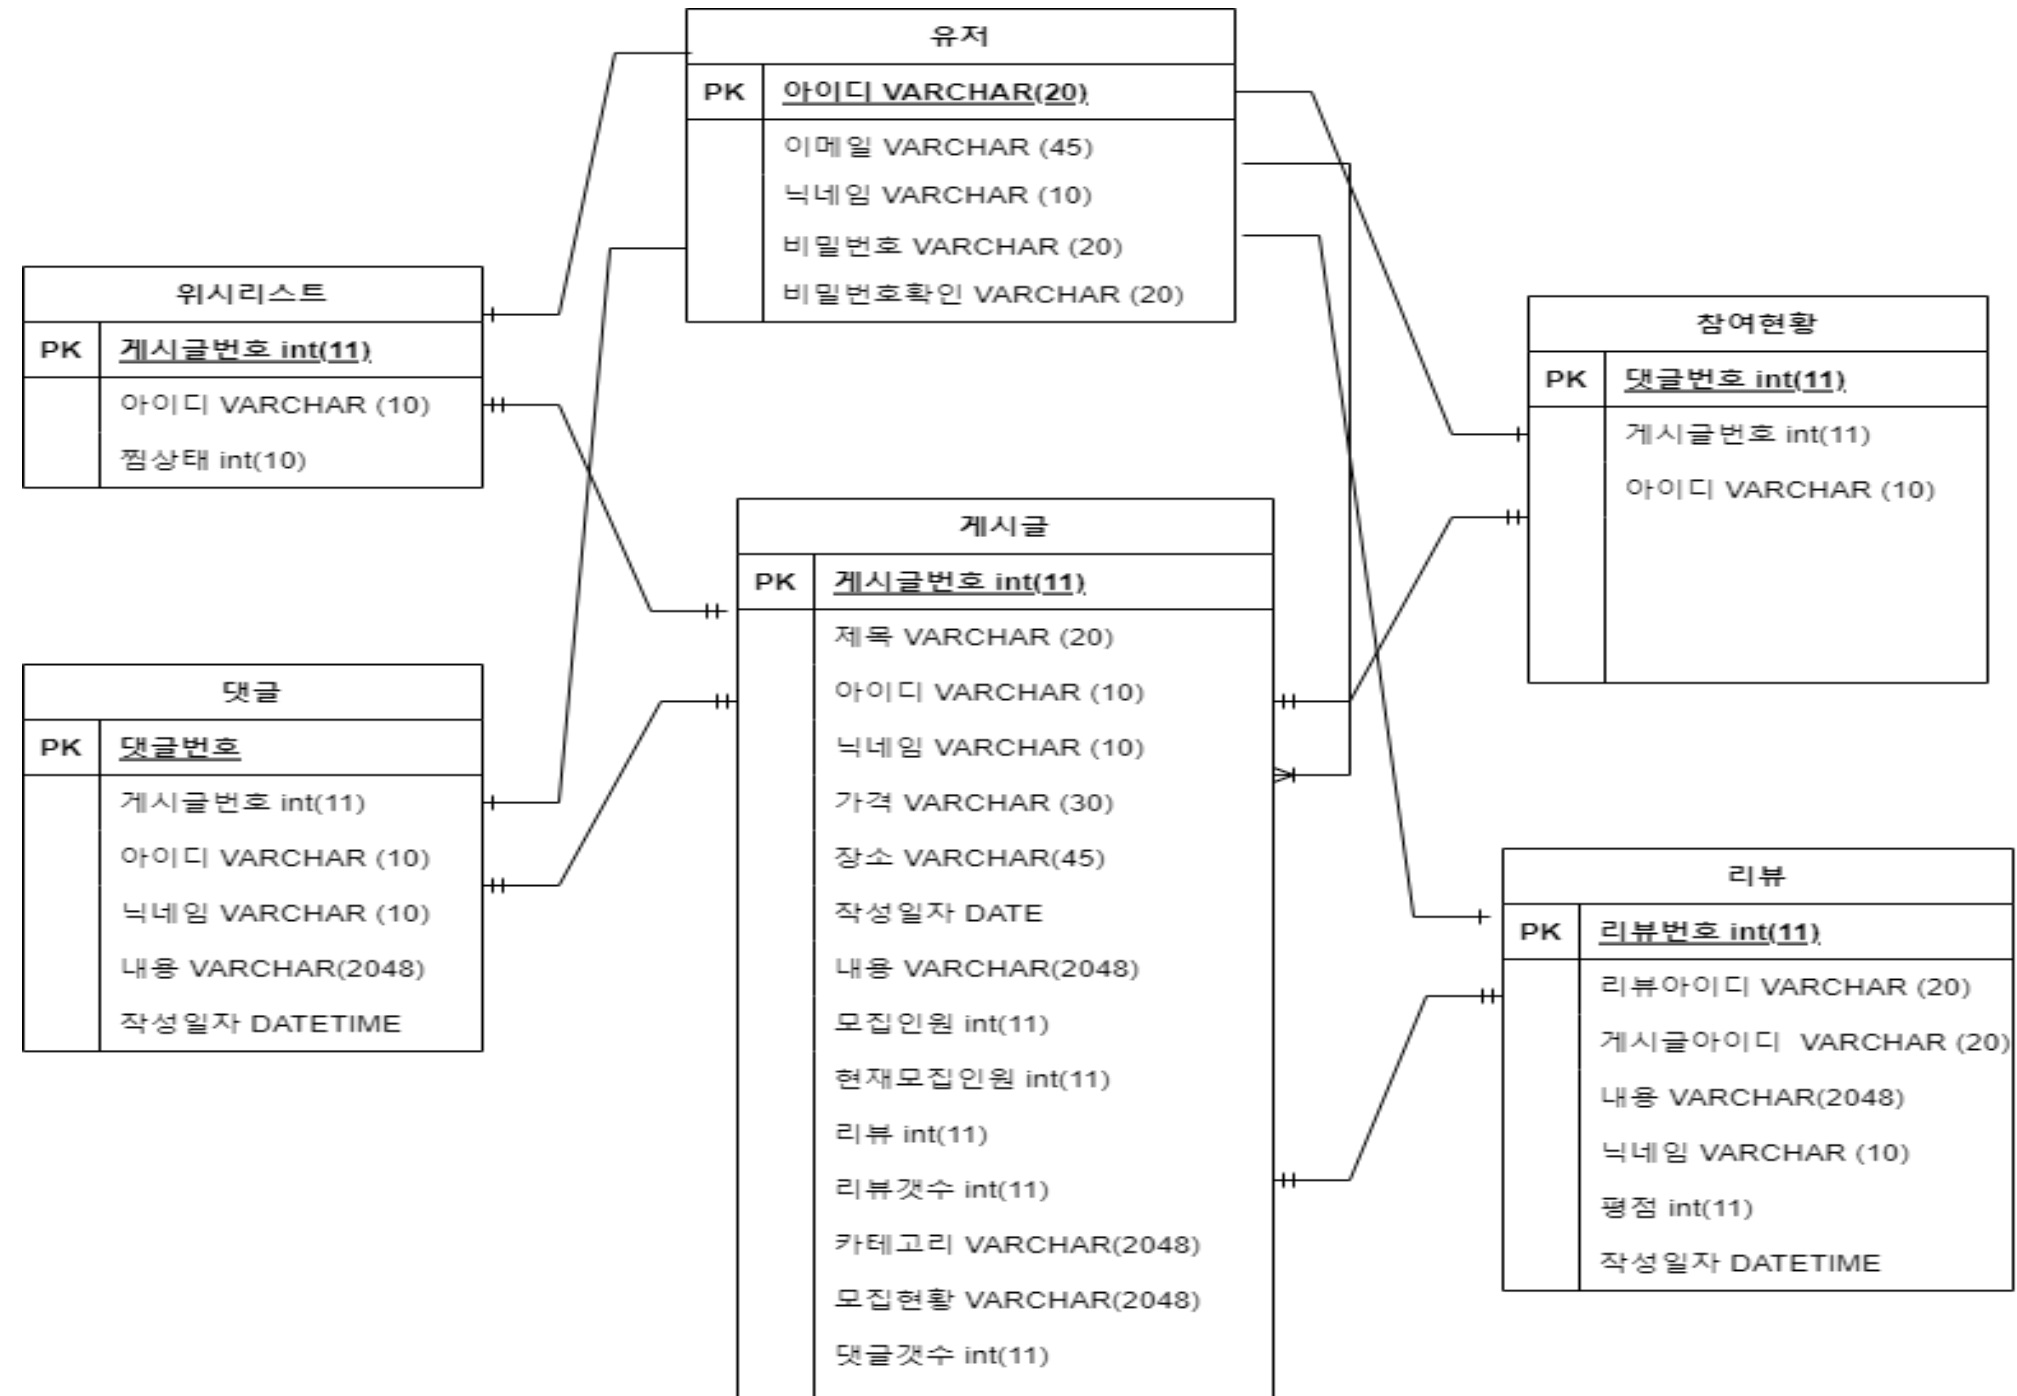 유저
PK 아이디 VARCHAR(20)
이메일 VARCHAR (45)
닉네임 VARCHAR (10)
비밀번호 VARCHAR (20)
비밀번호확인 VARCHAR (20)
위시리스트
PK 게시글번호 int(11)
아이디 VARCHAR (10)
찜상태 int(10)
참여현황
PK 댓글번호 int(11)
게시글번호 int(11)
아이디 VARCHAR (10)
게시글
PK 게시글번호 int(11)
제목 VARCHAR (20)
아이디 VARCHAR (10)
닉네임 VARCHAR (10)
가격 VARCHAR (30)
장소 VARCHAR(45)
작성일자 DATE
내용 VARCHAR(2048)
모집인원 int(11)
현재모집인원 int(11)
리뷰 int(11)
리뷰갯수 int(11)
카테고리 VARCHAR(2048)
모집현황 VARCHAR(2048)
댓글갯수 int(11)
댓글
PK 댓글번호
게시글번호 int(11)
아이디 VARCHAR (10)
닉네임 VARCHAR (10)
내용 VARCHAR(2048)
작성일자 DATETIME
리뷰
PK 리뷰번호 int(11)
리뷰아이디 VARCHAR (20)
게시글아이디 VARCHAR (20)
내용 VARCHAR(2048)
닉네임 VARCHAR (10)
평점 int(11)
작성일자 DATETIME